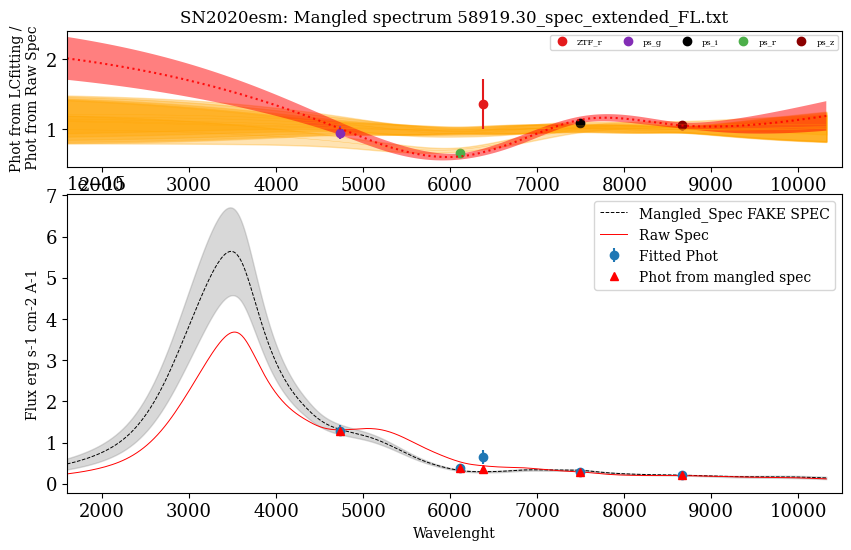 SN2020esm: Mangled spectrum 58919.30_spec_extended_FL.txt
Phot from LCfitting /
Phot from Raw Spec
2
1
ZTF_r
ps_g
ps_i
ps_r
ps_z
2000 3000 4000 5000 6000 7000 8000 9000 10000
1e−15
Flux erg s-1 cm-2 A-1
7
6
5
4
3
2
1
0
Mangled_Spec FAKE SPEC
Raw Spec
Fitted Phot
Phot from mangled spec
2000 3000 4000 5000 6000 7000 8000 9000 10000
Wavelenght